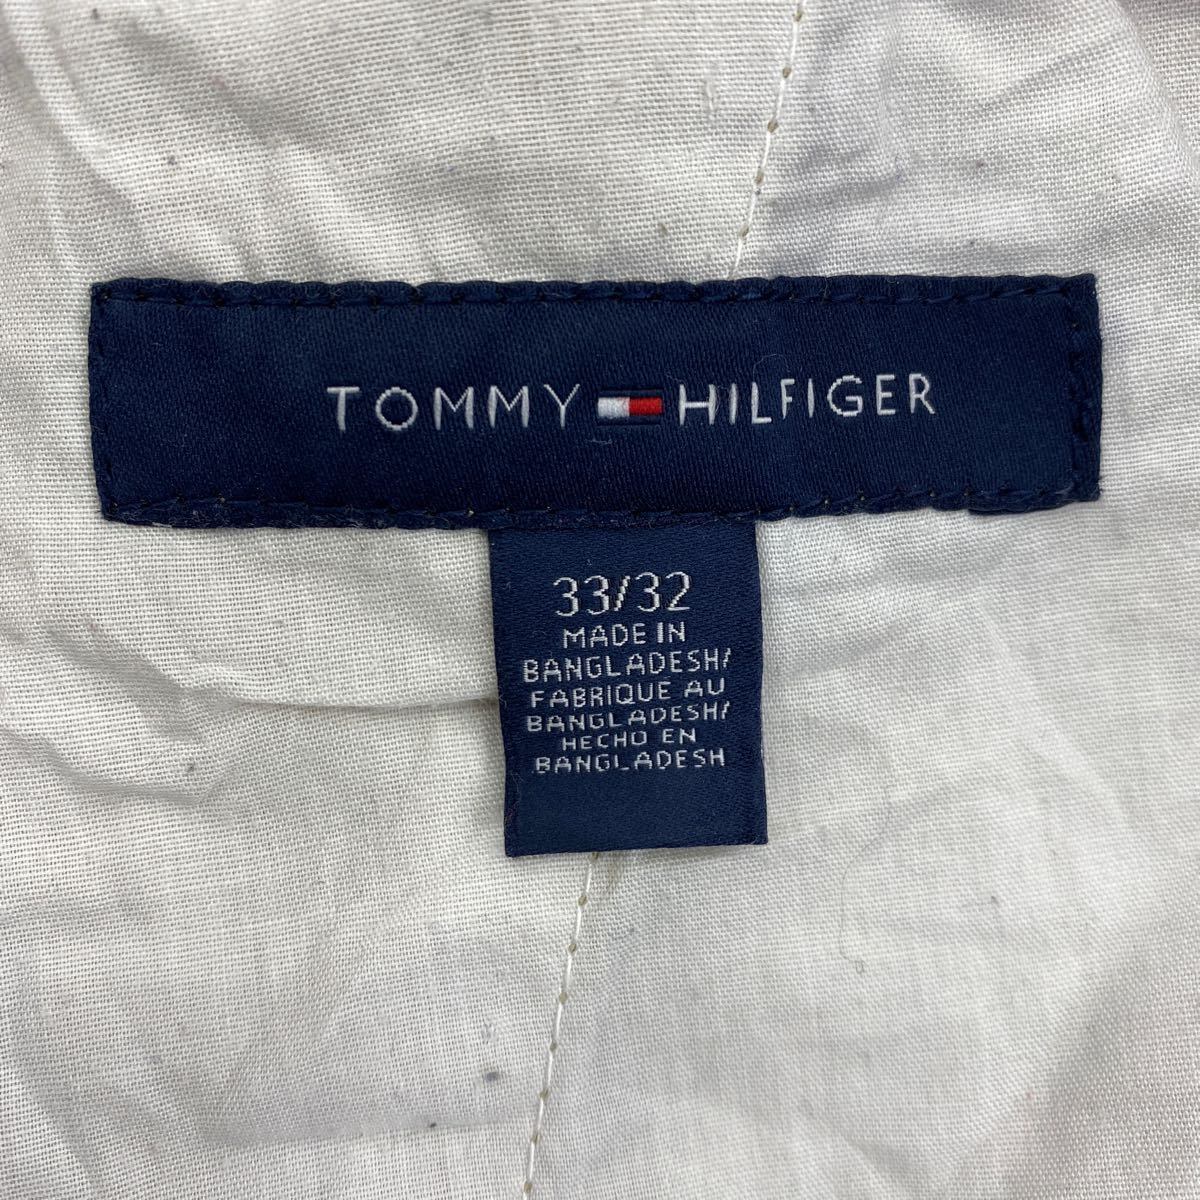 TOMMY HILFIGER
33/32
MADE IN
BANGLADESH/
FABRIQUE AU
BANGLADESH/
HECHO EN
BANGLADESH